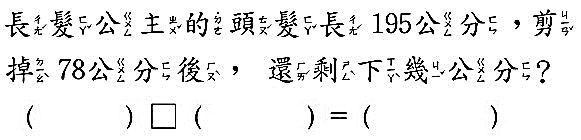 長髮公主的頭髮長195公分，剪
掉78公分後， 還剩下幾公分？
(　　　) □ (　　　) = (　　　)